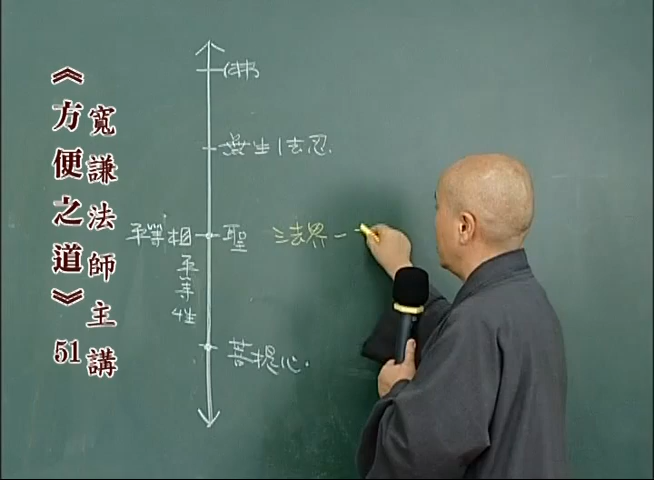 《方便之道》51
寬謙法師主講
佛
無生法忍.
平等相
聖
法界一
平等
性
菩提心.